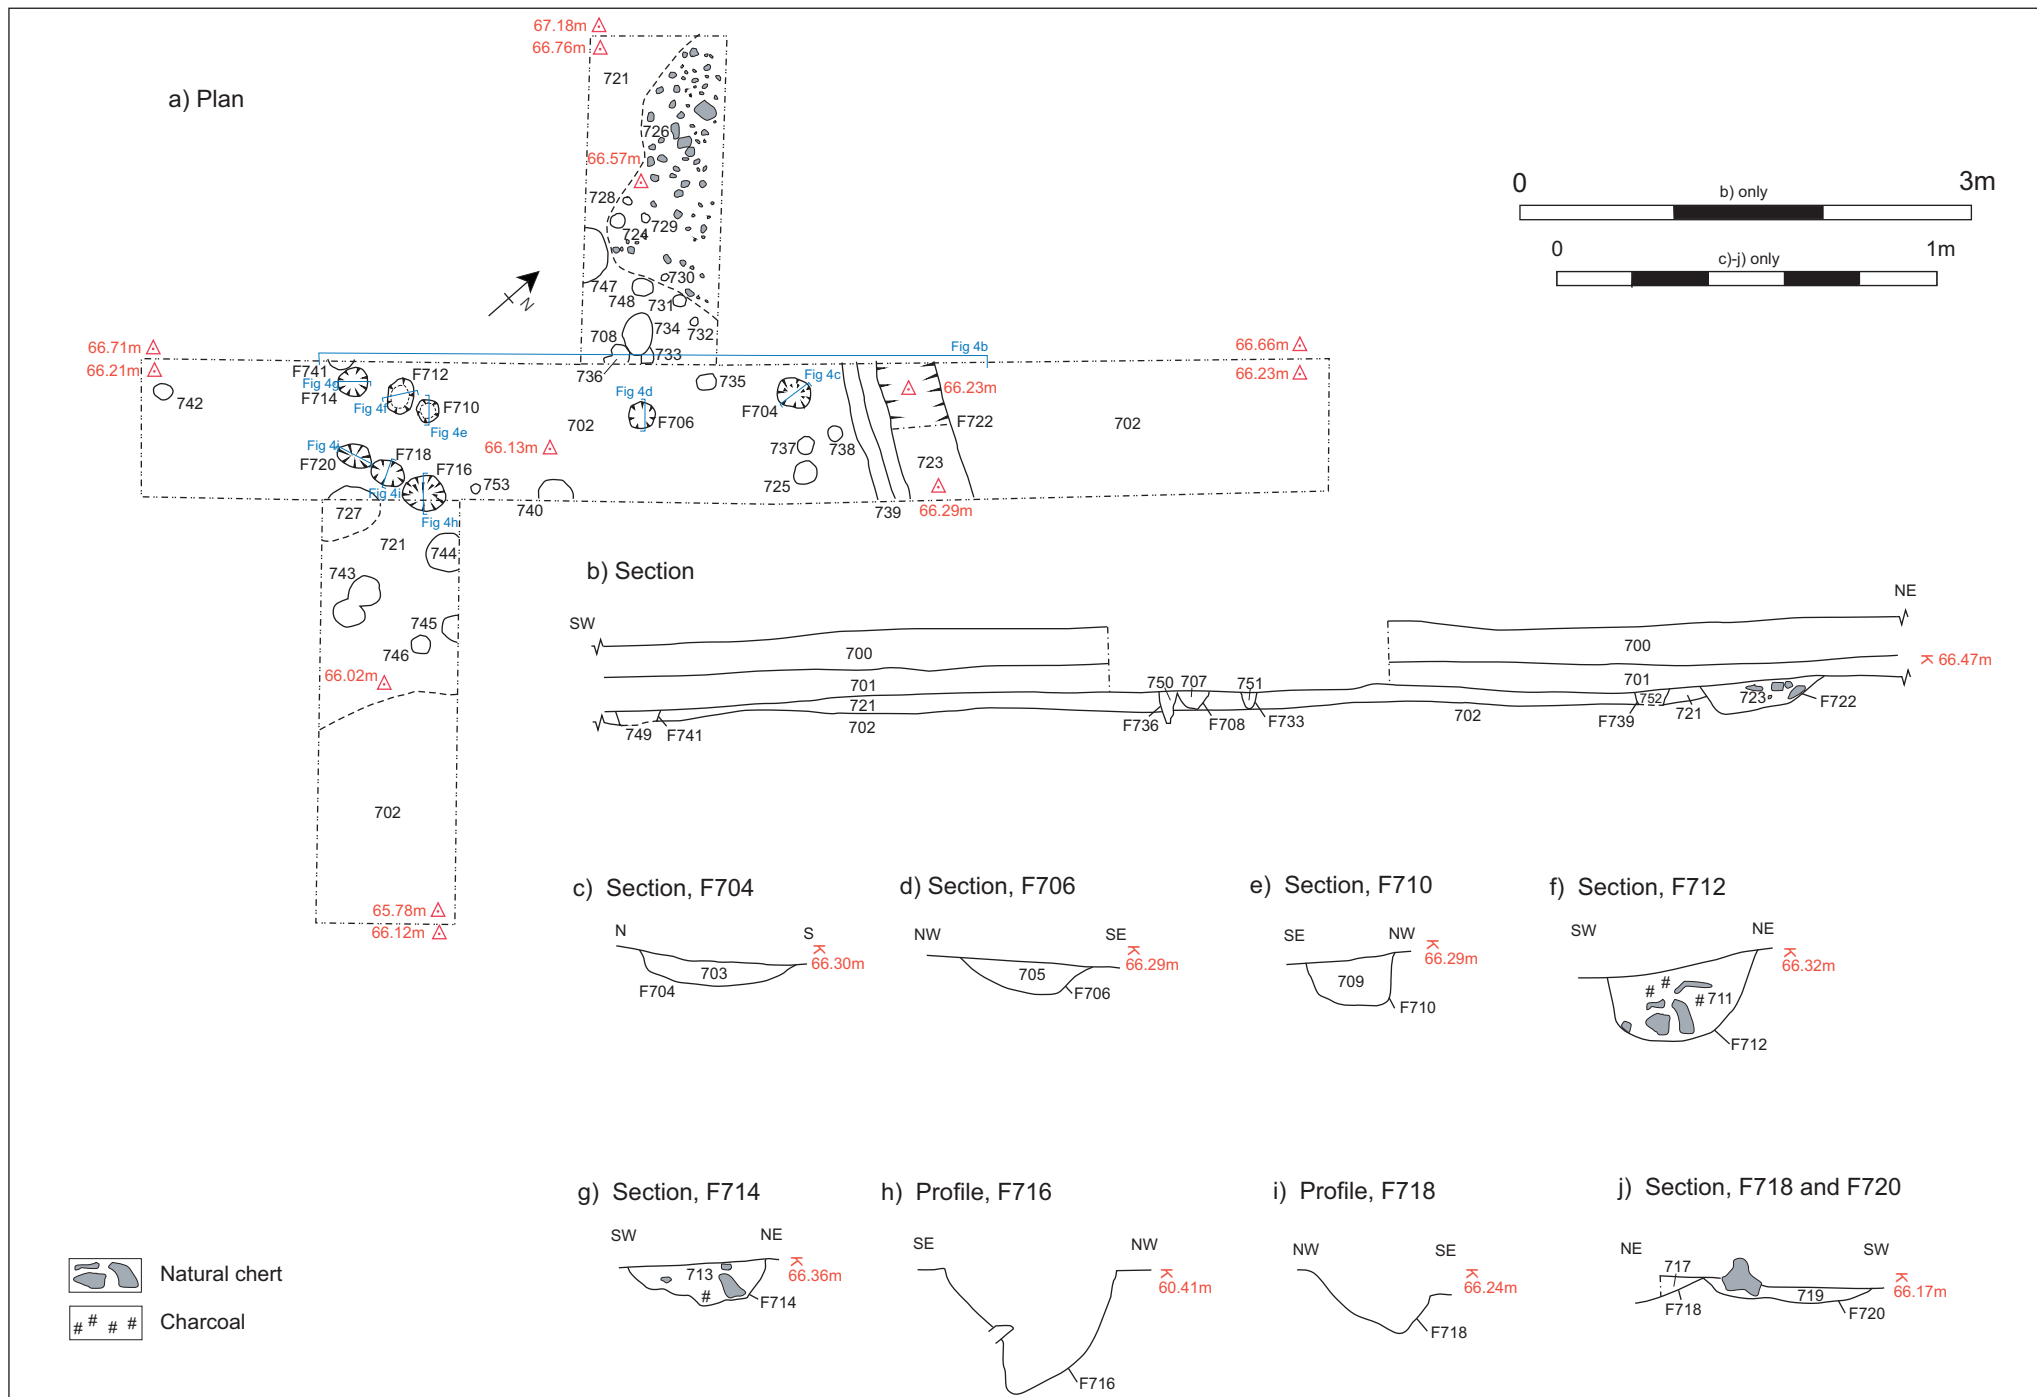 a) Plan
67.18m
66.76m
721
726
66.57m
728
729
724
730
747
748
731
734
732
708
733
736
N
0 3m
b) only
0 1m
c)-j) only
66.71m
66.21m
742
F741
Fig 4g
F714
F712
Fig 4f
F710
Fig 4e
702
66.13m
Fig 4d
F706
735
Fig 4c
F704
Fig 4b
66.23m
F722
737
738
725
723
739
66.29m
702
66.66m
66.23m
Fig 4j
F720
F718
Fig 4i
F716
Fig 4h
753
740
727
721
744
743
745
746
66.02m
702
65.78m
66.12m
b) Section
SW
NE
700
700
66.47m
701
701
721
702
749
F741
750
707
751
F736
F708
F733
702
752
F739
721
723
F722
c) Section, F704
N
S
66.30m
703
F704
d) Section, F706
NW
SE
66.29m
705
F706
e) Section, F710
SE
NW
66.29m
709
F710
f) Section, F712
SW
NE
66.32m
# # # 711
F712
g) Section, F714
SW
NE
66.36m
713
#
F714
h) Profile, F716
SE
NW
60.41m
F716
i) Profile, F718
NW
SE
66.24m
F718
j) Section, F718 and F720
NE
SW
717
66.17m
F718
719
F720
Natural chert
# # # # Charcoal